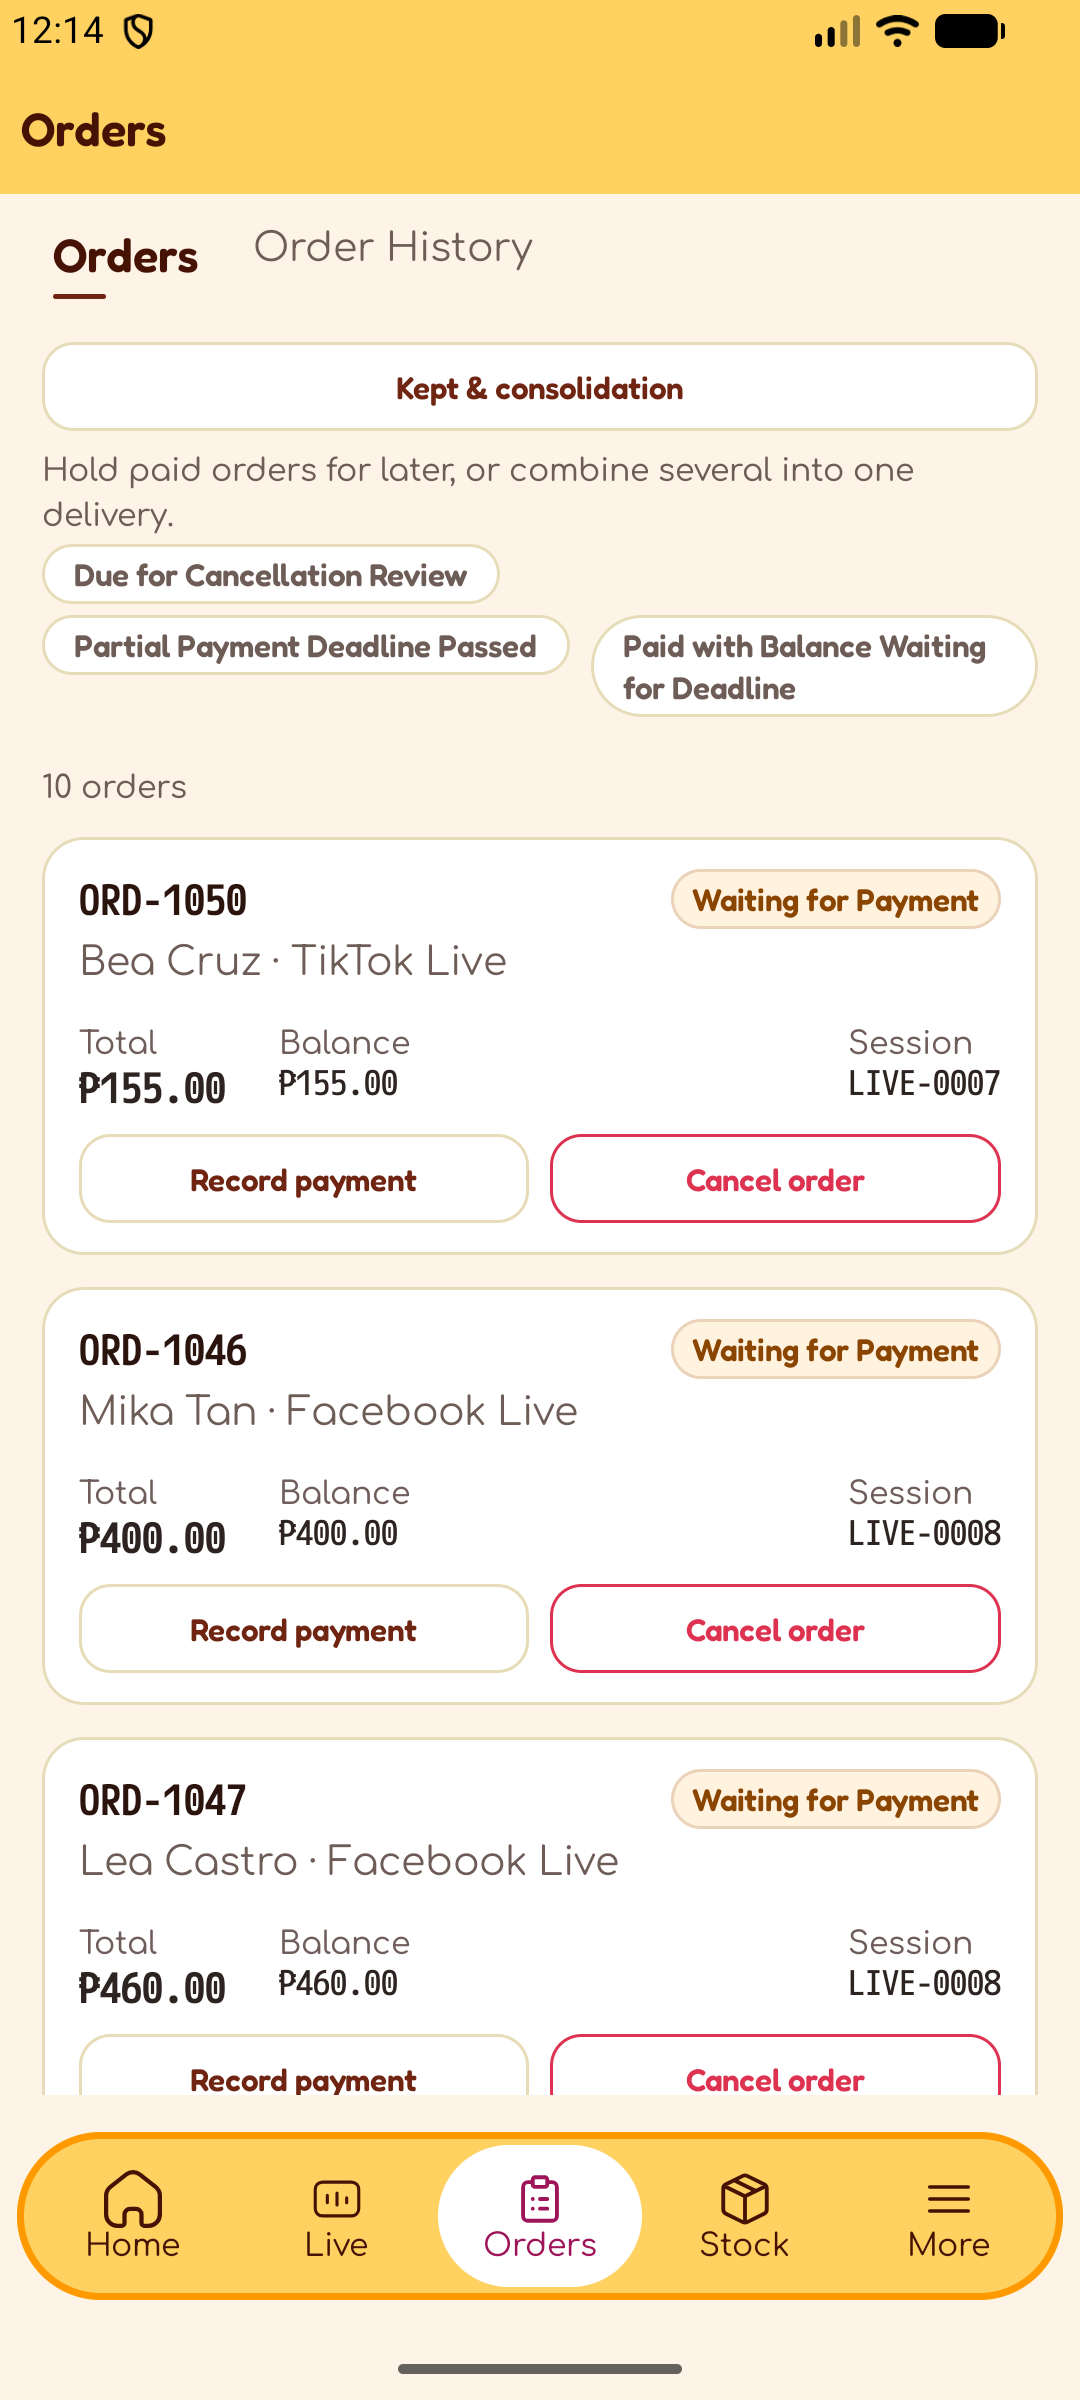 12:14
Orders
Orders
Order History
Kept & consolidation
Hold paid orders for later, or combine several into one
delivery.
Due for Cancellation Review
Partial Payment Deadline Passed
Paid with Balance Waiting
for Deadline
10 orders
ORD-1050
Waiting for Payment
Bea Cruz · TikTok Live
Total
Balance
Session
₱155.00
₱155.00
LIVE-0007
Record payment
Cancel order
ORD-1046
Waiting for Payment
Mika Tan · Facebook Live
Total
Balance
Session
₱400.00
₱400.00
LIVE-0008
Record payment
Cancel order
ORD-1047
Waiting for Payment
Lea Castro · Facebook Live
Total
Balance
Session
₱460.00
₱460.00
LIVE-0008
Record payment
Cancel order
Home
Live
Orders
Stock
More